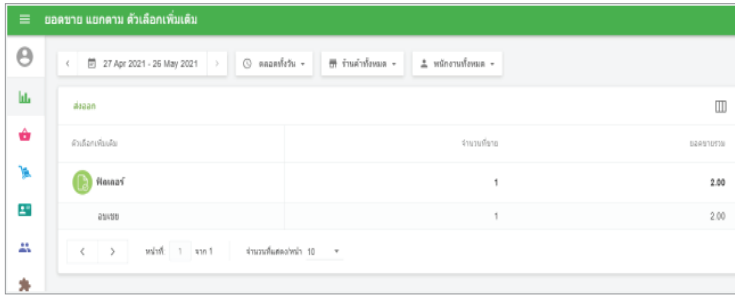 ยอดขาย แยกตาม ตัวเลือกเพิ่มเติม
27 Apr 2021 - 26 May 2021 ตลอดทั้งวัน ร้านค้าทั้งหมด พนักงานทั้งหมด
ส่งออก
ตัวเลือกเพิ่มเติม จำนวนที่ขาย ยอดขายรวม
1 2.00
อบเชย 1 2.00
หน้าที่ 1 จาก 1 จำนวนที่แสดง/หน้า 10